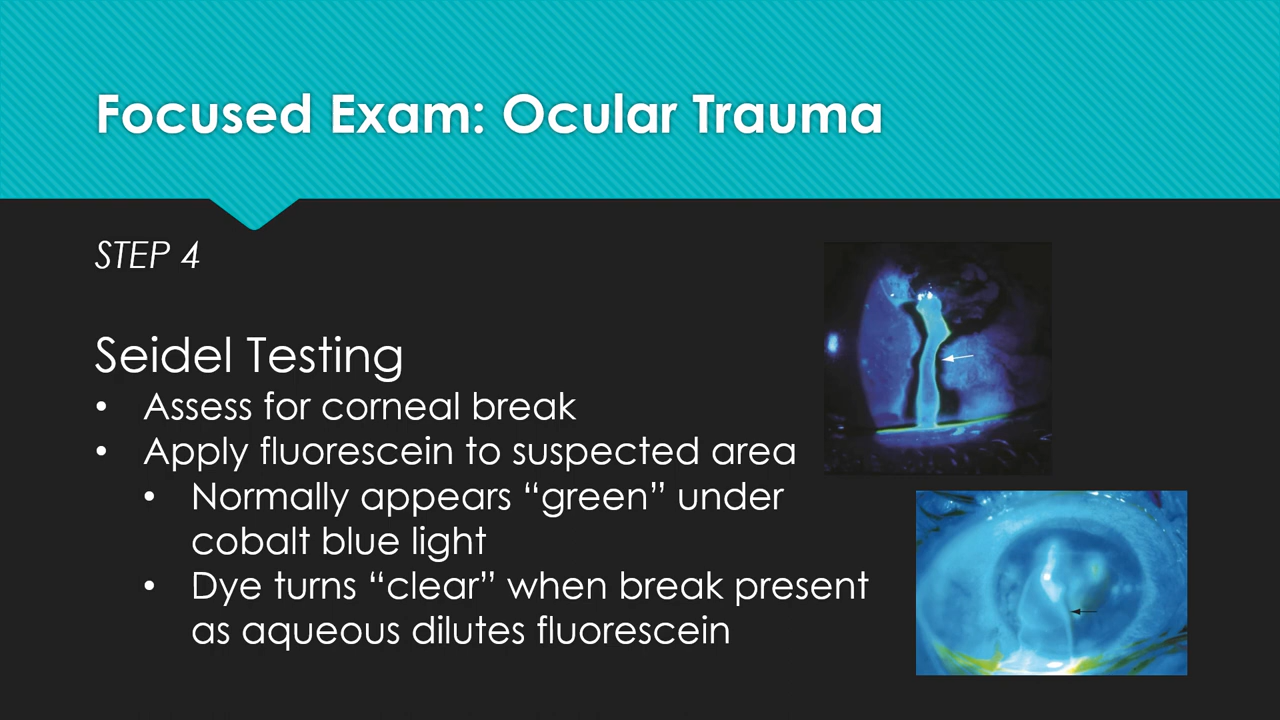 Focused Exam: Ocular Trauma
STEP 4
Seidel Testing
• Assess for corneal break
• Apply fluorescein to suspected area
• Normally appears “green” under
cobalt blue light
• Dye turns “clear” when break present
as aqueous dilutes fluorescein